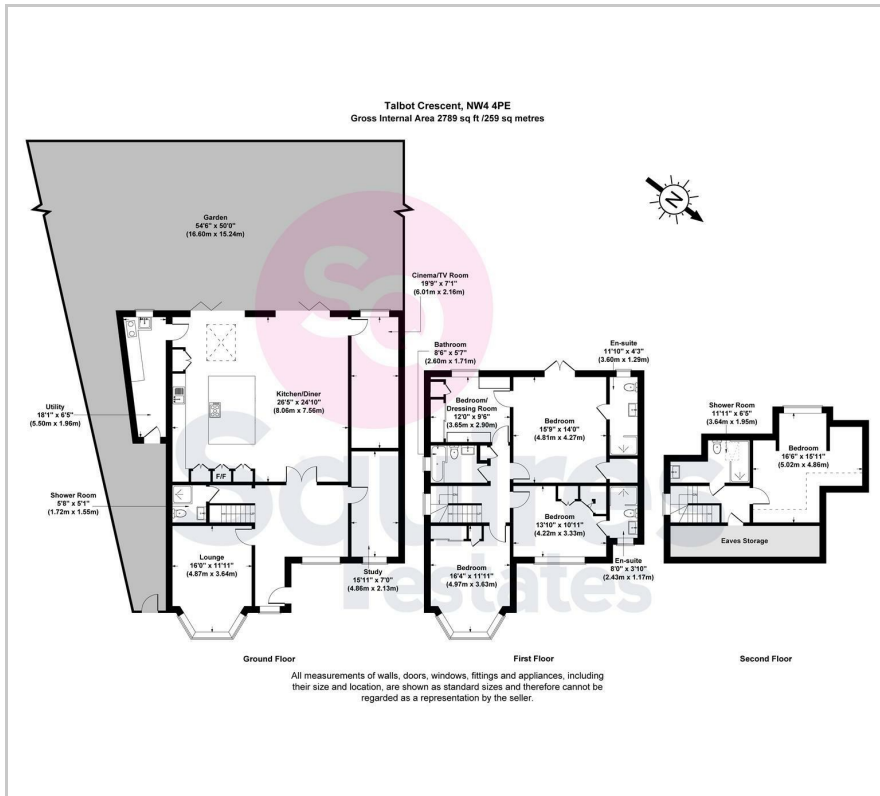 Talbot Crescent, NW4 4PE
Gross Internal Area 2789 sq ft /259 sq metres
N
Garden
54'6" x 50'0"
(16.60m x 15.24m)
Cinema/TV Room
19'9" x 7'1"
(6.01m x 2.16m)
Utility
18'1" x 6'5"
(5.50m x 1.96m)
Kitchen/Diner
26'5" x 24'10"
(8.06m x 7.56m)
F/F
Shower Room
5'8" x 5'1"
(1.72m x 1.55m)
Lounge
16'0" x 11'11"
(4.87m x 3.64m)
Study
15'11" x 7'0"
(4.86m x 2.13m)
Ground Floor
Bathroom
8'6" x 5'7"
(2.60m x 1.71m)
Bedroom/
Dressing Room
12'0" x 9'6"
(3.65m x 2.90m)
Bedroom
15'9" x 14'0"
(4.81m x 4.27m)
En-suite
11'10" x 4'3"
(3.60m x 1.29m)
Bedroom
13'10" x 10'11"
(4.22m x 3.33m)
Bedroom
16'4" x 11'11"
(4.97m x 3.63m)
En-suite
8'0" x 3'10"
(2.43m x 1.17m)
First Floor
Shower Room
11'11" x 6'5"
(3.64m x 1.95m)
Bedroom
16'6" x 15'11"
(5.02m x 4.86m)
Eaves Storage
Second Floor
sq
Squires
estates
All measurements of walls, doors, windows, fittings and appliances, including
their size and location, are shown as standard sizes and therefore cannot be
regarded as a representation by the seller.